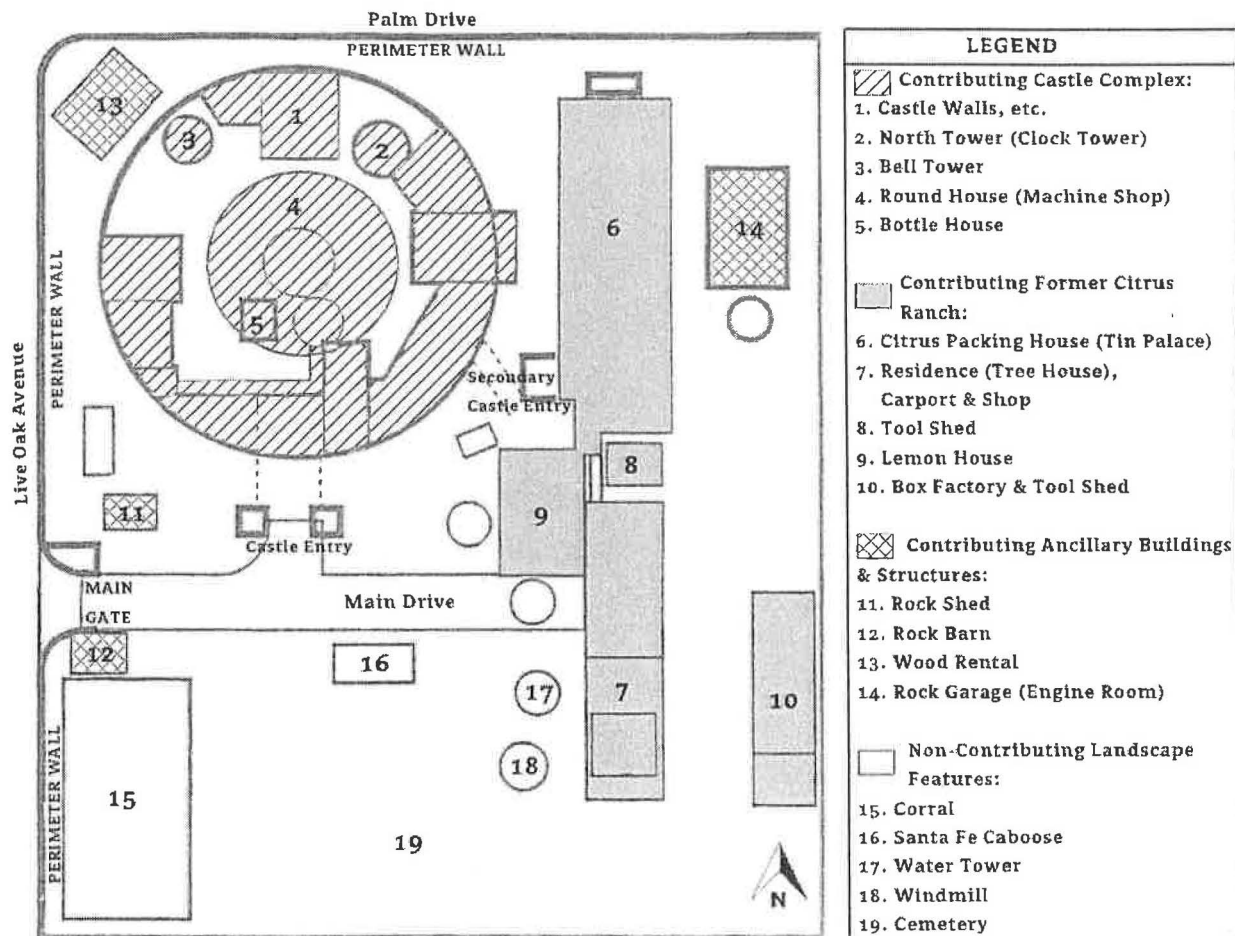 Palm Drive
PERIMETER WALL
13
1
3
2
4
5
6
14
Live Oak Avenue
PERIMETER WALL
Secondary
Castle Entry
8
9
11
Castle Entry
MAIN
GATE
Main Drive
12
16
17
7
10
18
PERIMETER WALL
15
19
N
LEGEND
Contributing Castle Complex:
1. Castle Walls, etc.
2. North Tower (Clock Tower)
3. Bell Tower
4. Round House (Machine Shop)
5. Bottle House
Contributing Former Citrus
Ranch:
6. Citrus Packing House (Tin Palace)
7. Residence (Tree House),
Carport & Shop
8. Tool Shed
9. Lemon House
10. Box Factory & Tool Shed
Contributing Ancillary Buildings
& Structures:
11. Rock Shed
12. Rock Barn
13. Wood Rental
14. Rock Garage (Engine Room)
Non-Contributing Landscape
Features:
15. Corral
16. Santa Fe Caboose
17. Water Tower
18. Windmill
19. Cemetery